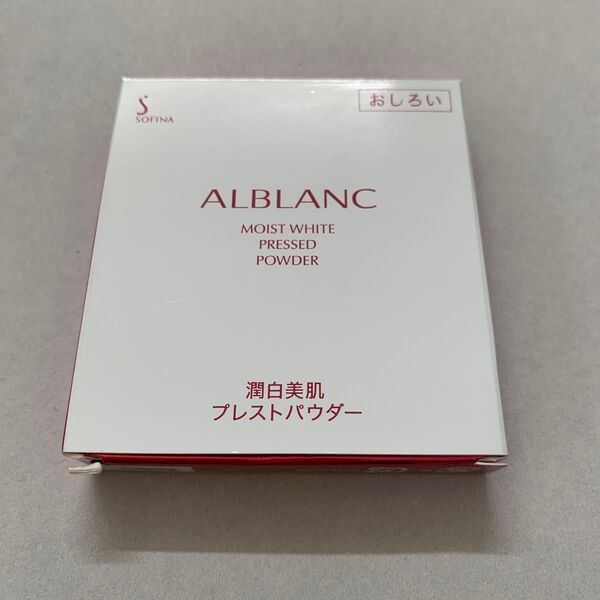 S
SOFINA
おしろい
ALBLANC
MOIST WHITE
PRESSED
POWDER
潤白美肌
プレストパウダー